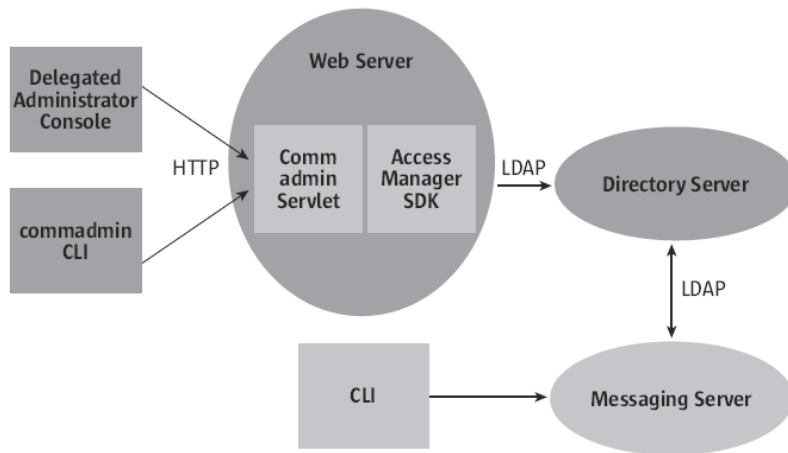 Delegated
Administrator
Console
Web Server
HTTP
Comm
admin
Servlet
Access
Manager
SDK
LDAP
Directory Server
commadmin
CLI
LDAP
CLI
Messaging Server